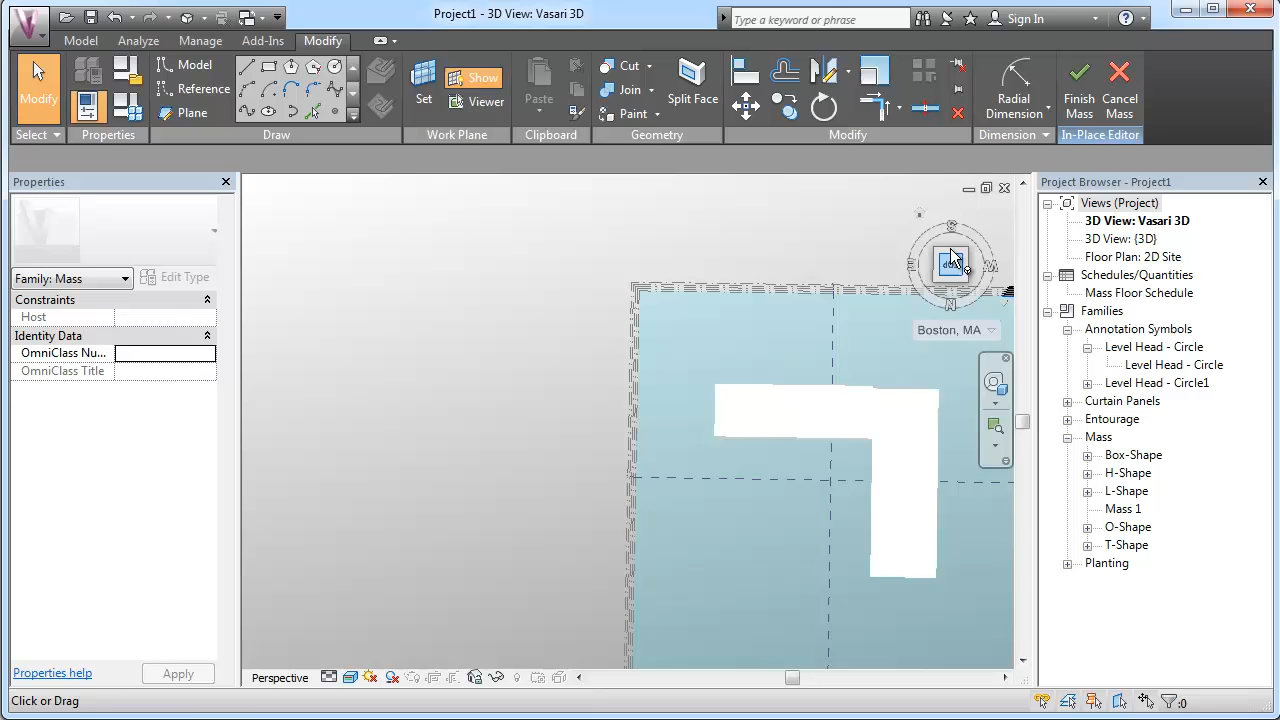 Project1 - 3D View: Vasari 3D
Type a keyword or phrase
Sign In
Model Analyze Manage Add-Ins Modify
Modify
Model
Reference
Plane
Set
Show
Viewer
Paste
Cut
Join
Paint
Split Face
Radial
Dimension
Finish
Mass
Cancel
Mass
Select Properties Draw Work Plane Clipboard Geometry Modify Dimension In-Place Editor
Properties
Family: Mass
Edit Type
Constraints
Host
Identity Data
OmniClass Nu...
OmniClass Title
Properties help
Apply
S
E
N
Boston, MA
Perspective
Project Browser - Project1
Views (Project)
3D View: Vasari 3D
3D View: {3D}
Floor Plan: 2D Site
Schedules/Quantities
Mass Floor Schedule
Families
Annotation Symbols
Level Head - Circle
Level Head - Circle
Level Head - Circle1
Curtain Panels
Entourage
Mass
Box-Shape
H-Shape
L-Shape
Mass 1
O-Shape
T-Shape
Planting
Click or Drag
:0